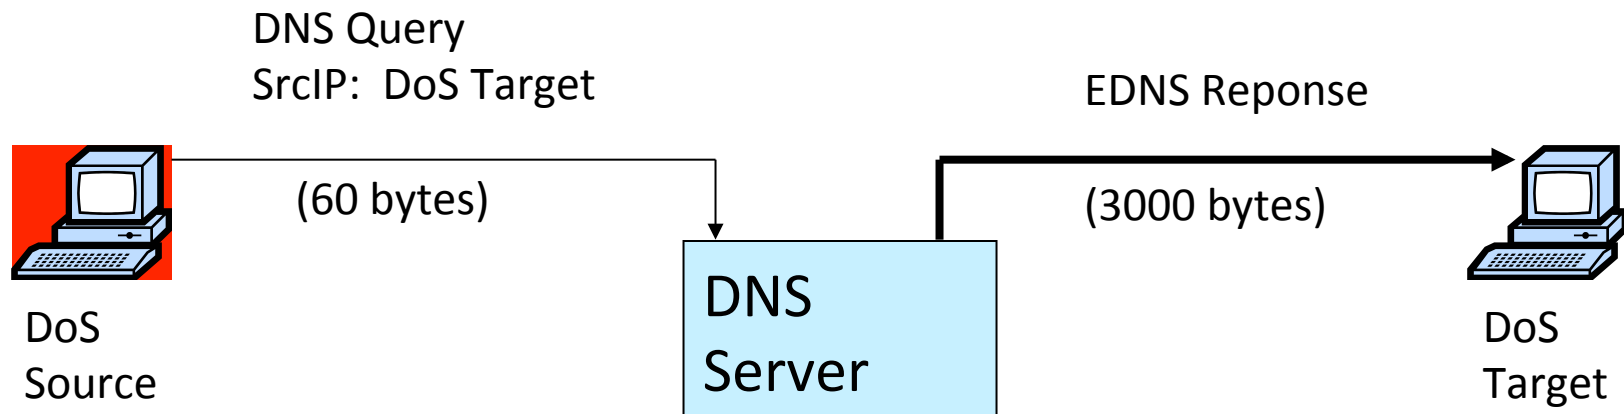 DNS Query
SrcIP: DoS Target
EDNS Reponse
(60 bytes)
(3000 bytes)
DNS
Server
DoS
Source
DoS
Target